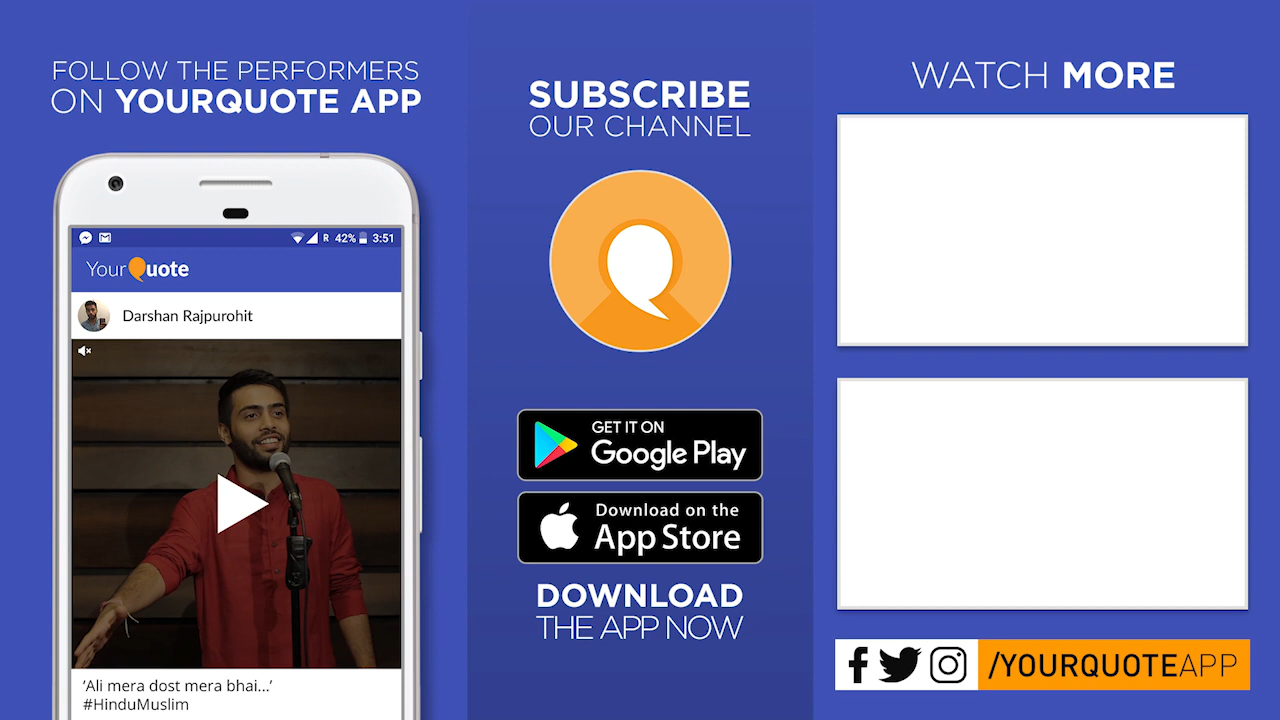 FOLLOW THE PERFORMERS
ON YOURQUOTE APP
R 42% 3:51
YourQuote
Darshan Rajpurohit
‘Ali mera dost mera bhai...’
#HinduMuslim
SUBSCRIBE
OUR CHANNEL
GET IT ON
Google Play
Download on the
App Store
DOWNLOAD
THE APP NOW
WATCH MORE
/YOURQUOTEAPP